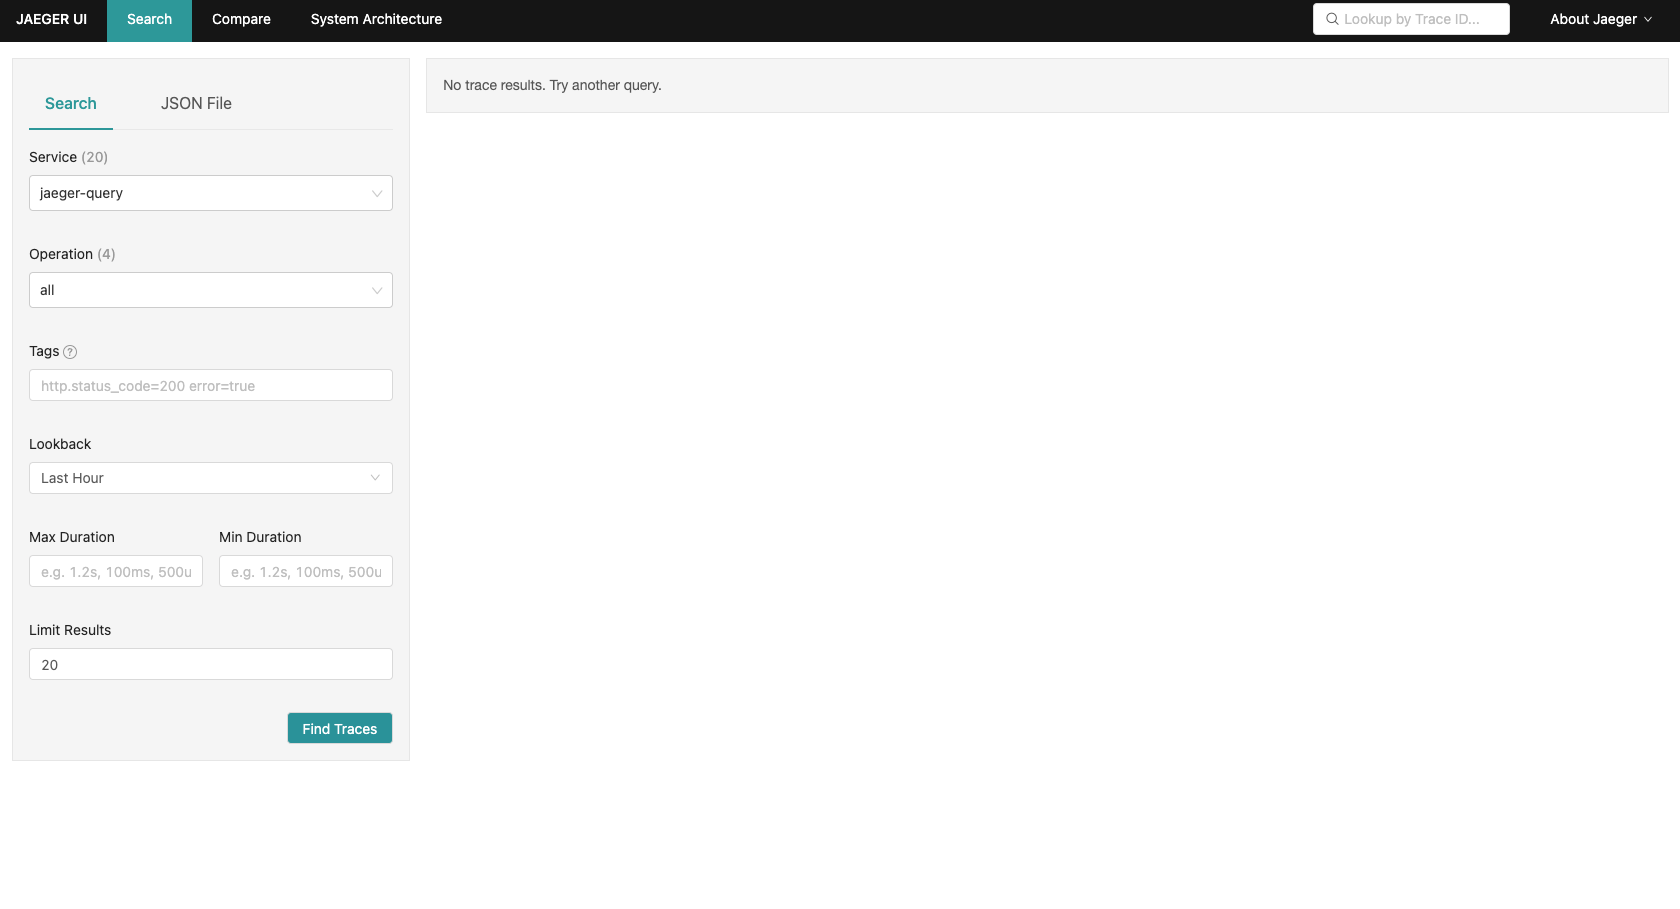 JAEGER UI Search Compare System Architecture Lookup by Trace ID... About Jaeger
Search JSON File
Service (20)
jaeger-query
Operation (4)
all
Tags ?
http.status_code=200 error=true
Lookback
Last Hour
Max Duration Min Duration
e.g. 1.2s, 100ms, 500u e.g. 1.2s, 100ms, 500u
Limit Results
20
Find Traces
No trace results. Try another query.